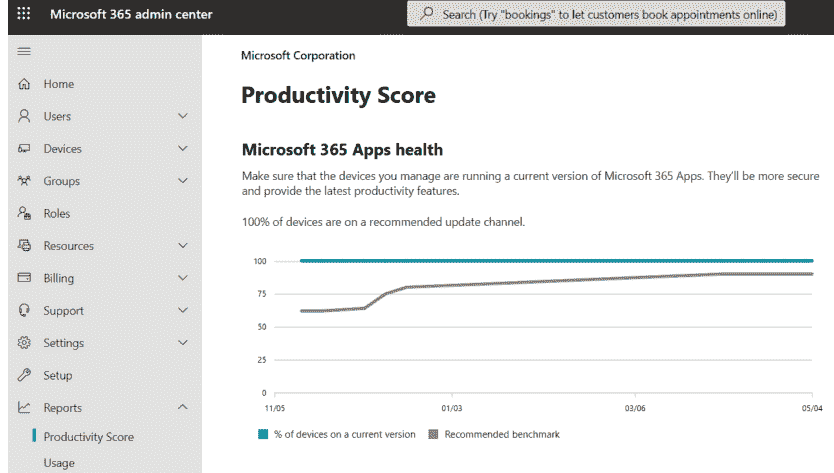 Microsoft 365 admin center
Search (Try "bookings" to let customers book appointments online)
Home
Users
Devices
Groups
Roles
Resources
Billing
Support
Settings
Setup
Reports
Productivity Score
Usage
Microsoft Corporation
Productivity Score
Microsoft 365 Apps health
Make sure that the devices you manage are running a current version of Microsoft 365 Apps. They'll be more secure
and provide the latest productivity features.
100% of devices are on a recommended update channel.
100
75
50
25
0
11/05 01/03 03/06 05/04
% of devices on a current version Recommended benchmark